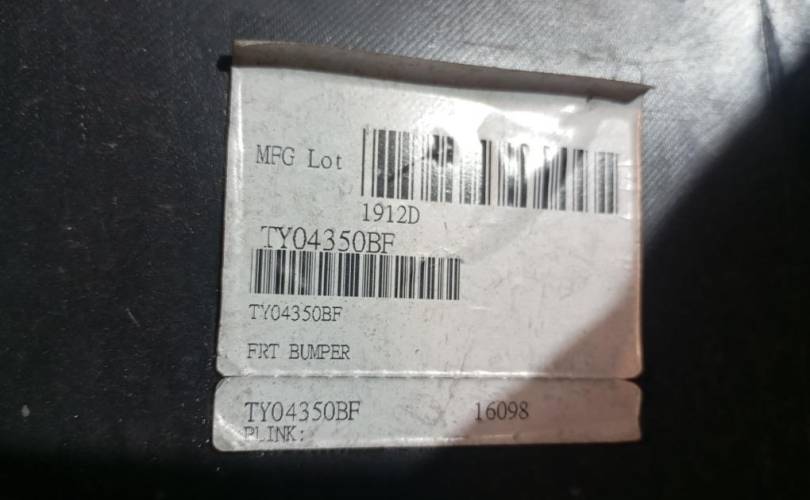 MFG Lot
1912D
TY04350BF
TY04350BF
FRT BUMPER
TY04350BF 16098
PLINK: